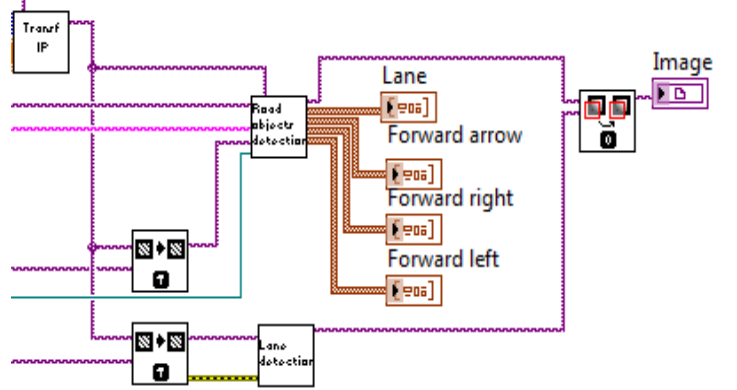 Transf
IP
Image
Lane
Road
objects
detection
Forward arrow
Forward right
Forward left
Lane
detection